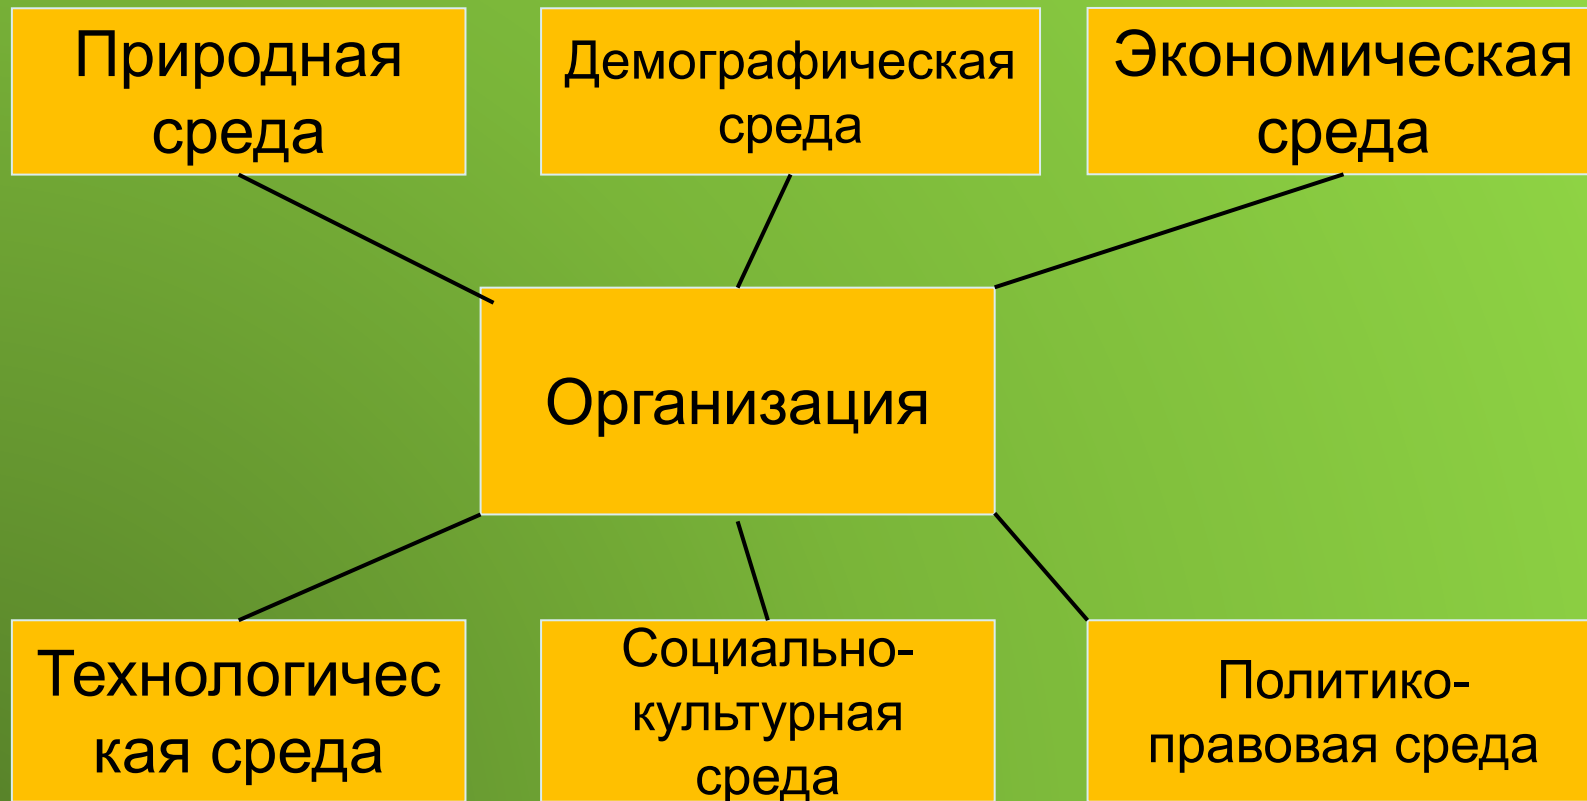 Природная
среда
Демографическая
среда
Экономическая
среда
Организация
Технологичес
кая среда
Социально-
культурная
среда
Политико-
правовая среда